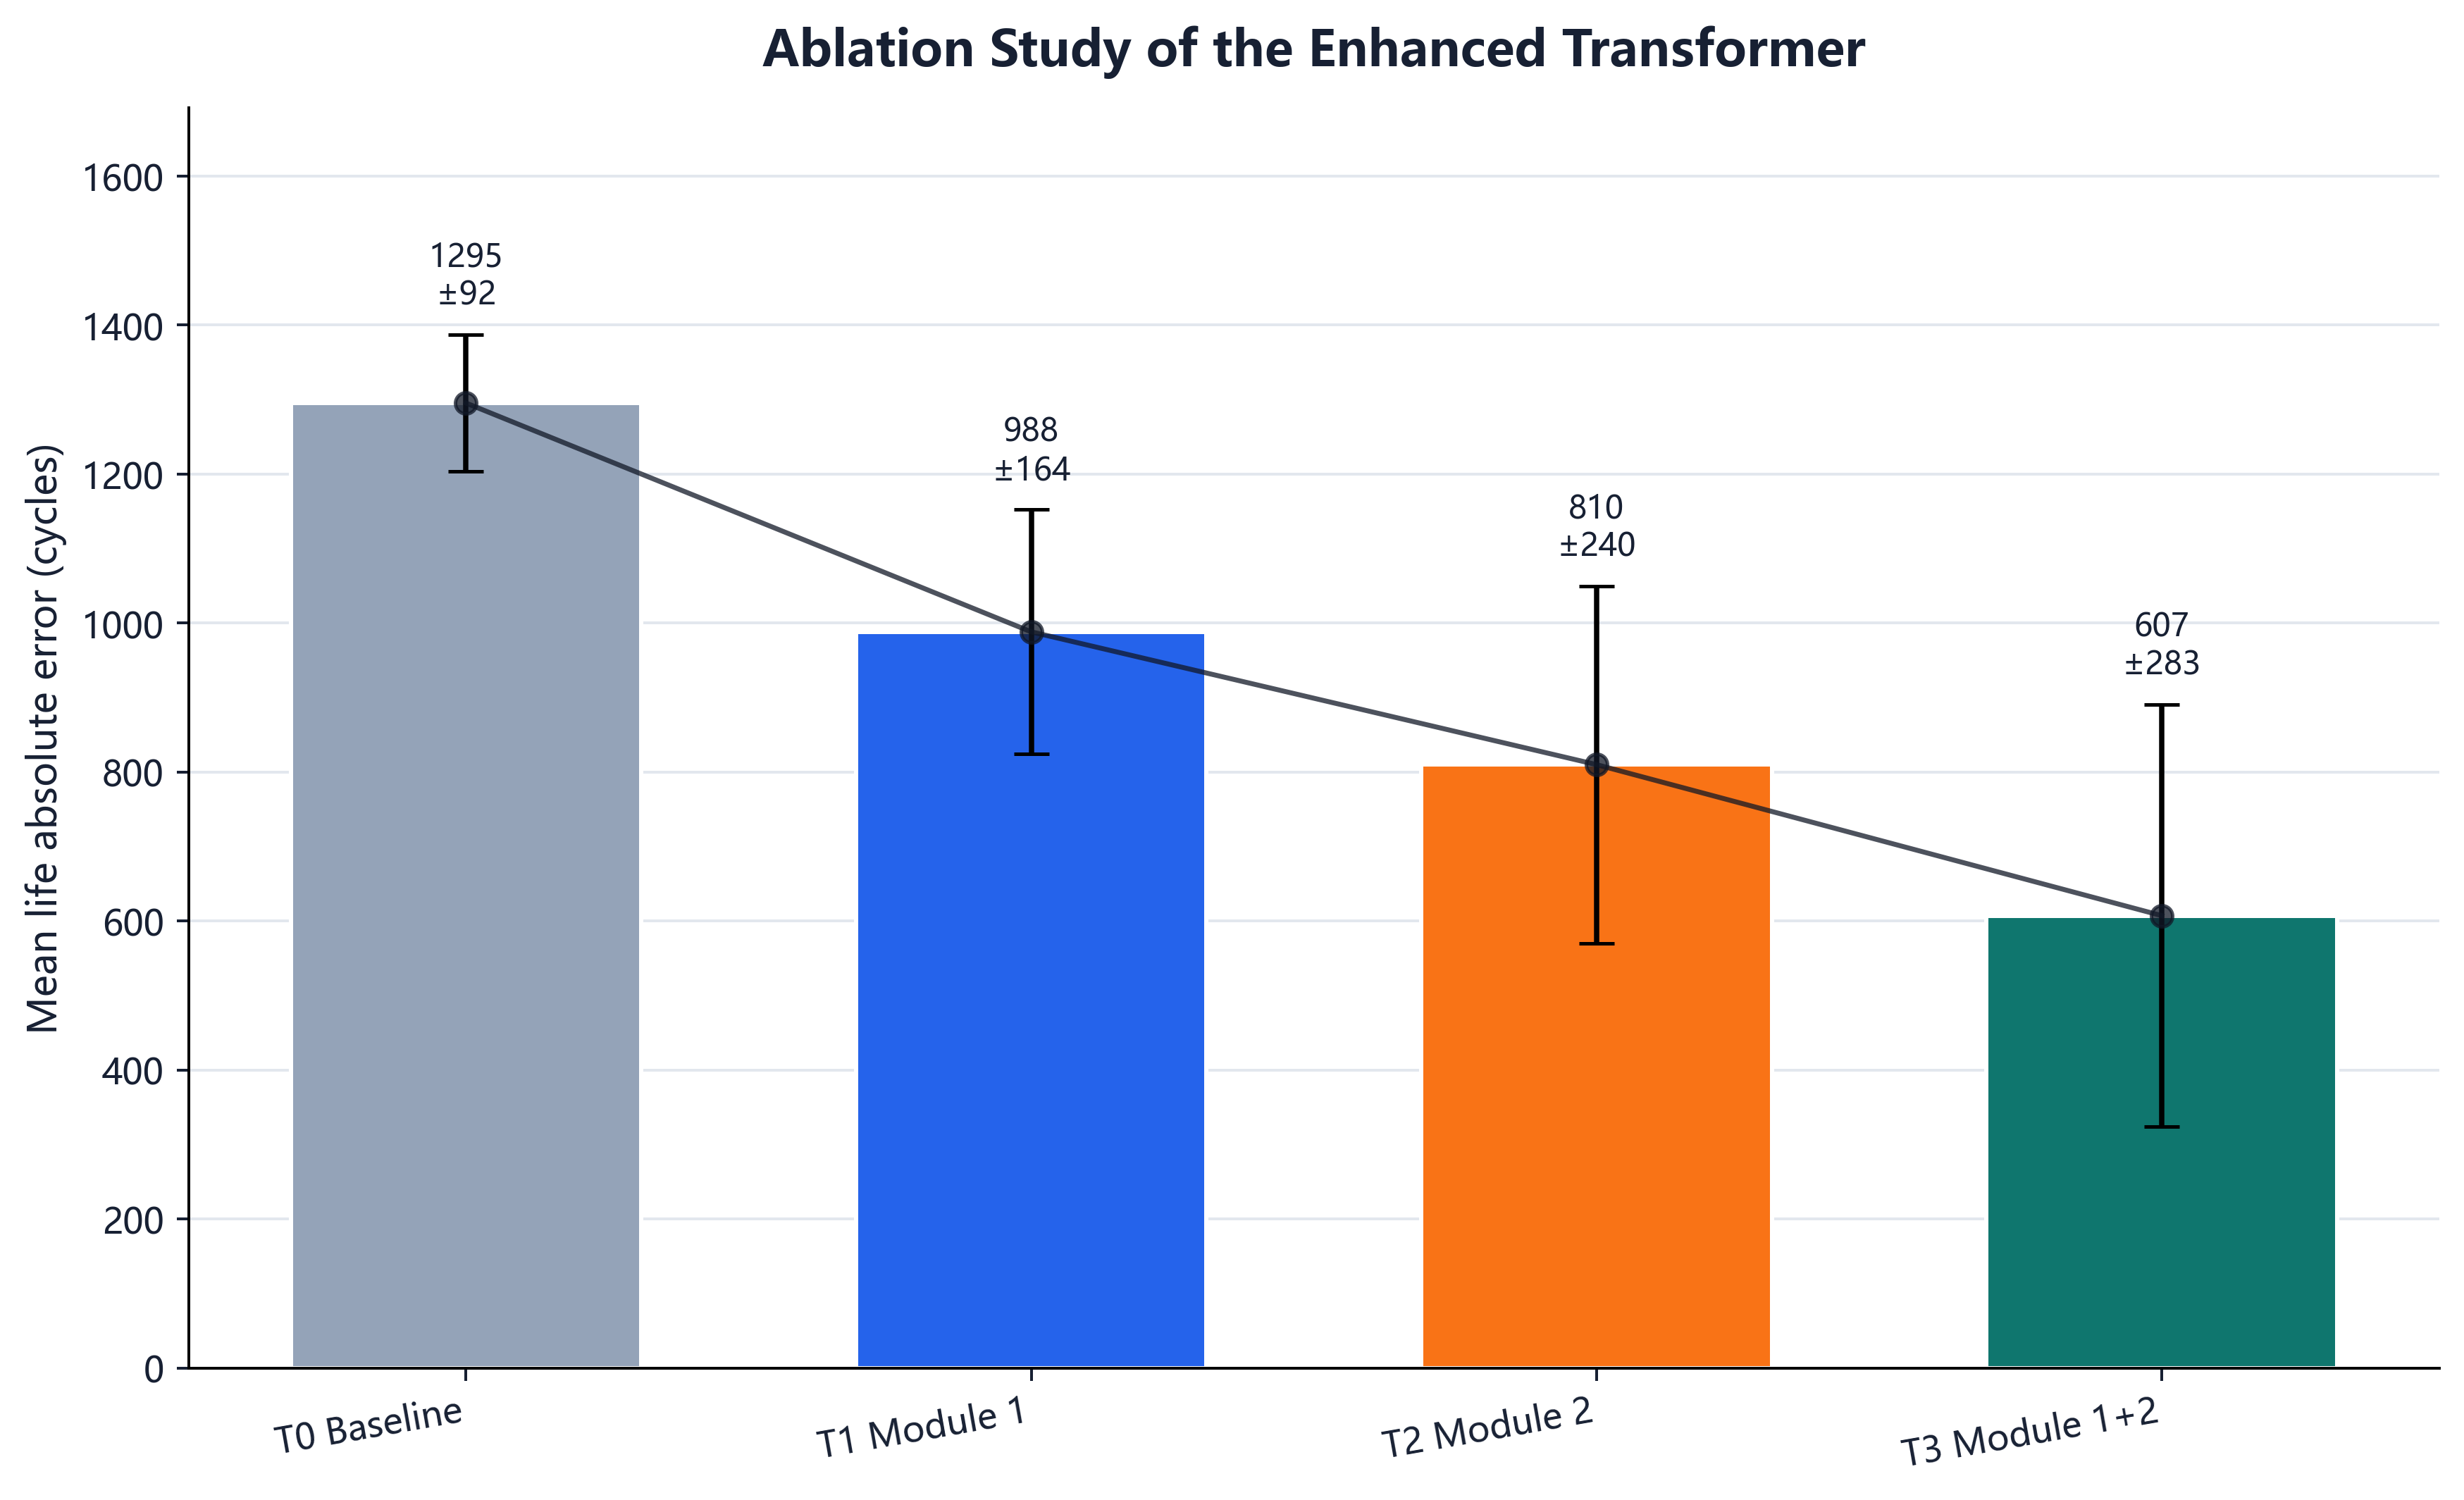 Ablation Study of the Enhanced Transformer
Mean life absolute error (cycles)
1600
1400
1200
1000
800
600
400
200
0
1295
±92
988
±164
810
±240
607
±283
T0 Baseline
T1 Module 1
T2 Module 2
T3 Module 1+2